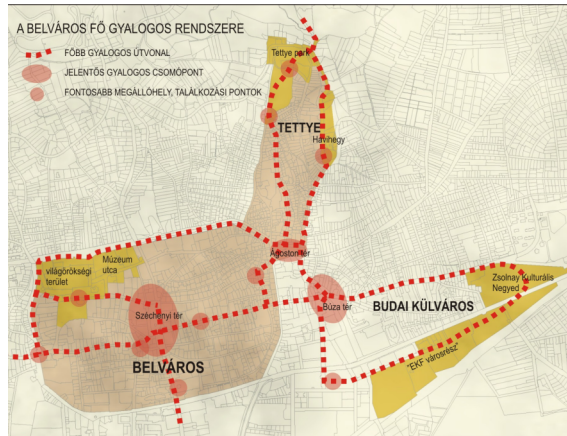 A BELVÁROS FŐ GYALOGOS RENDSZERE
FŐBB GYALOGOS ÚTVONAL
JELENTŐS GYALOGOS CSOMÓPONT
FONTOSABB MEGÁLLÓHELY, TALÁLKOZÁSI PONTOK
Tettye park
TETTYE
Havihegy
Ágoston tér
világörökségi
terület
Múzeum
utca
Zsolnay Kulturális
Negyed
Széchenyi tér
Búza tér
BUDAI KÜLVÁROS
"EKF városrész"
BELVÁROS